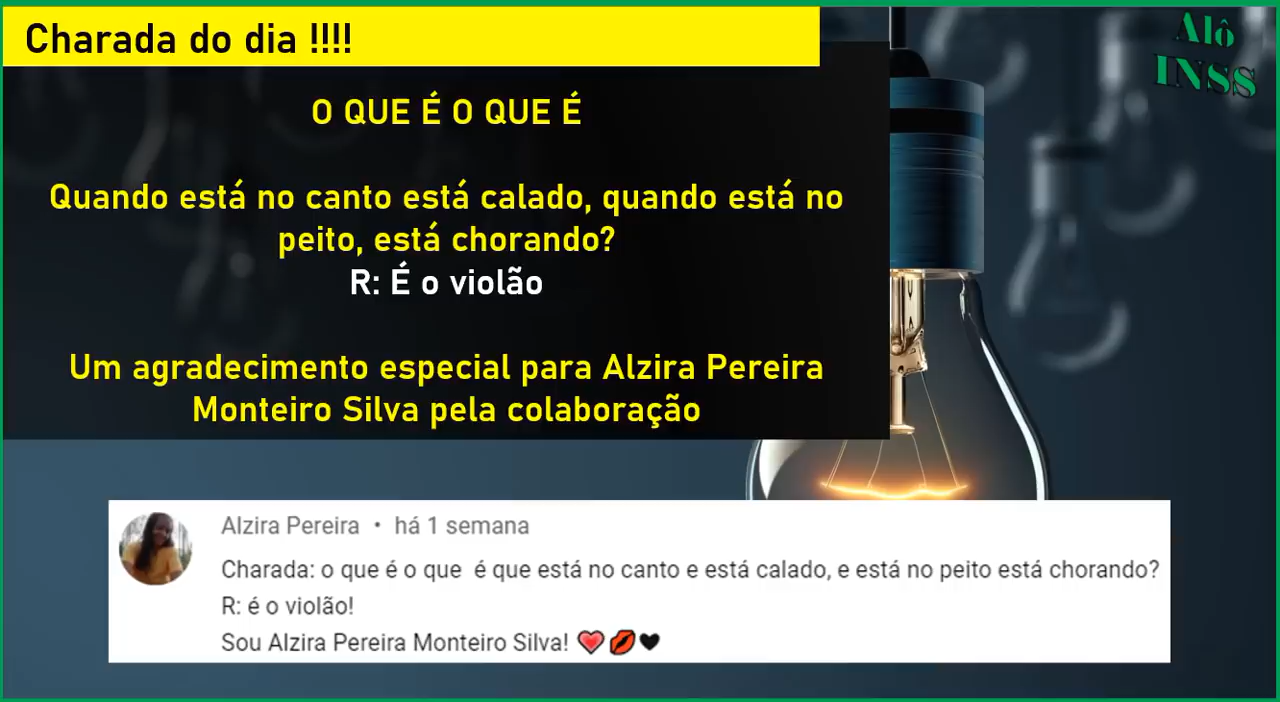 Charada do dia !!!!
Alô
INSS
O QUE É O QUE É
Quando está no canto está calado, quando está no
peito, está chorando?
R: É o violão
Um agradecimento especial para Alzira Pereira
Monteiro Silva pela colaboração
Alzira Pereira • há 1 semana
Charada: o que é o que é que está no canto e está calado, e está no peito está chorando?
R: é o violão!
Sou Alzira Pereira Monteiro Silva! ❤️💋🖤